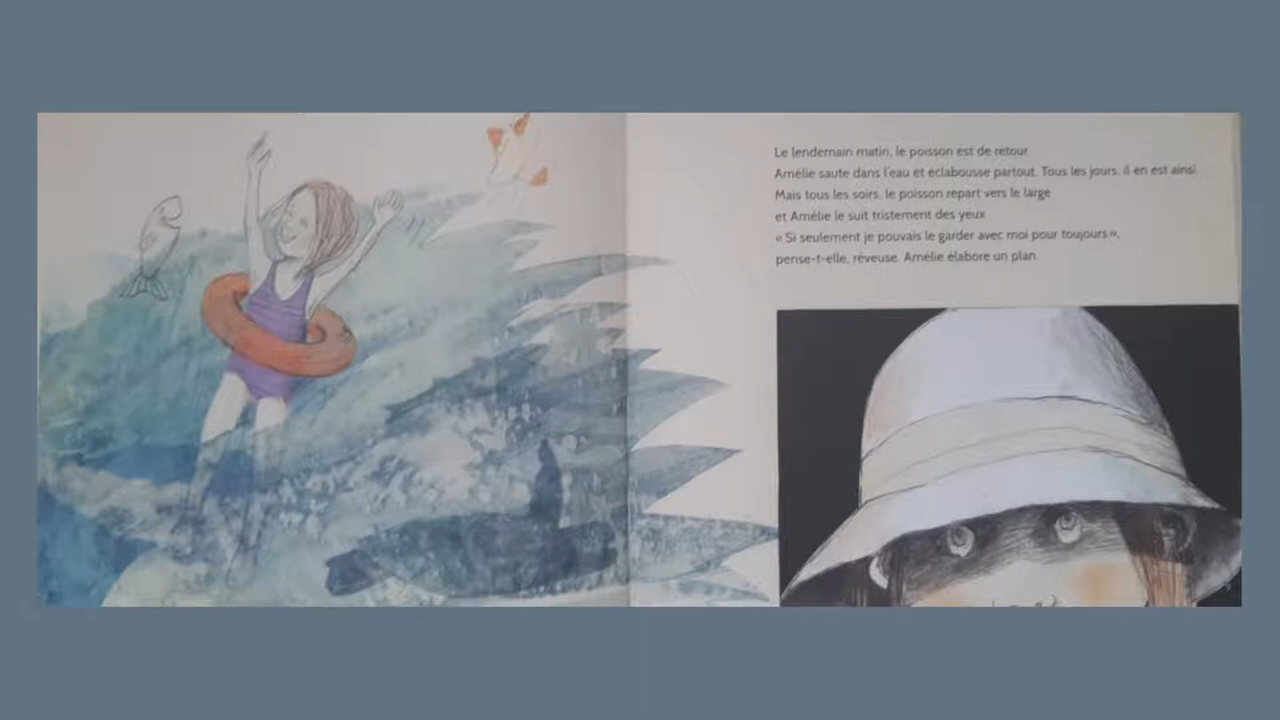 Le lendemain matin, le poisson est de retour.
Amélie saute dans l'eau et éclabousse partout. Tous les jours, il en est ainsi.
Mais tous les soirs, le poisson repart vers le large
et Amélie le suit tristement des yeux.
« Si seulement je pouvais le garder avec moi pour toujours »,
pense-t-elle, rêveuse. Amélie élabore un plan.